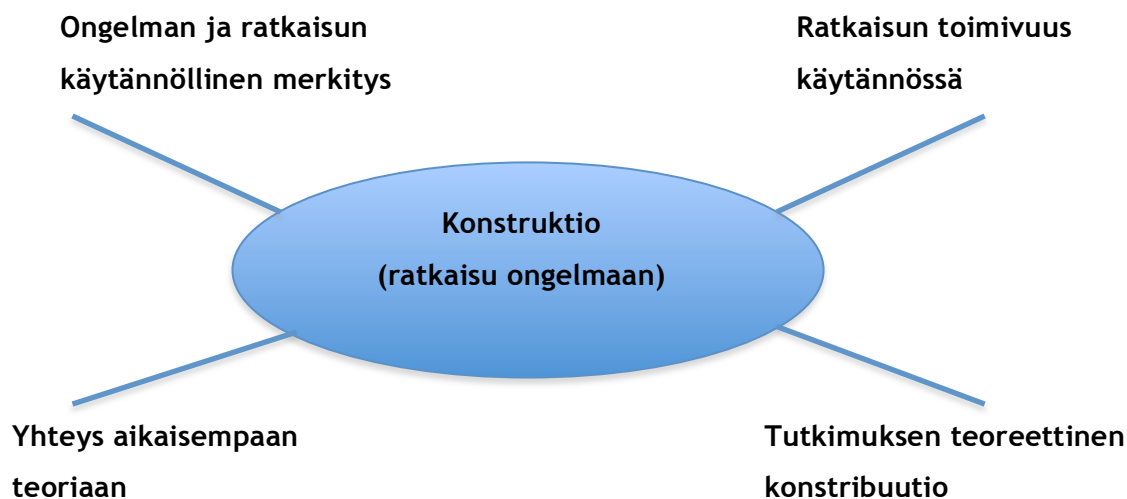 Ongelman ja ratkaisun
käytännöllinen merkitys
Ratkaisun toimivuus
käytännössä
Konstruktio
(ratkaisu ongelmaan)
Yhteys aikaisempaan
teoriaan
Tutkimuksen teoreettinen
konstribuutio